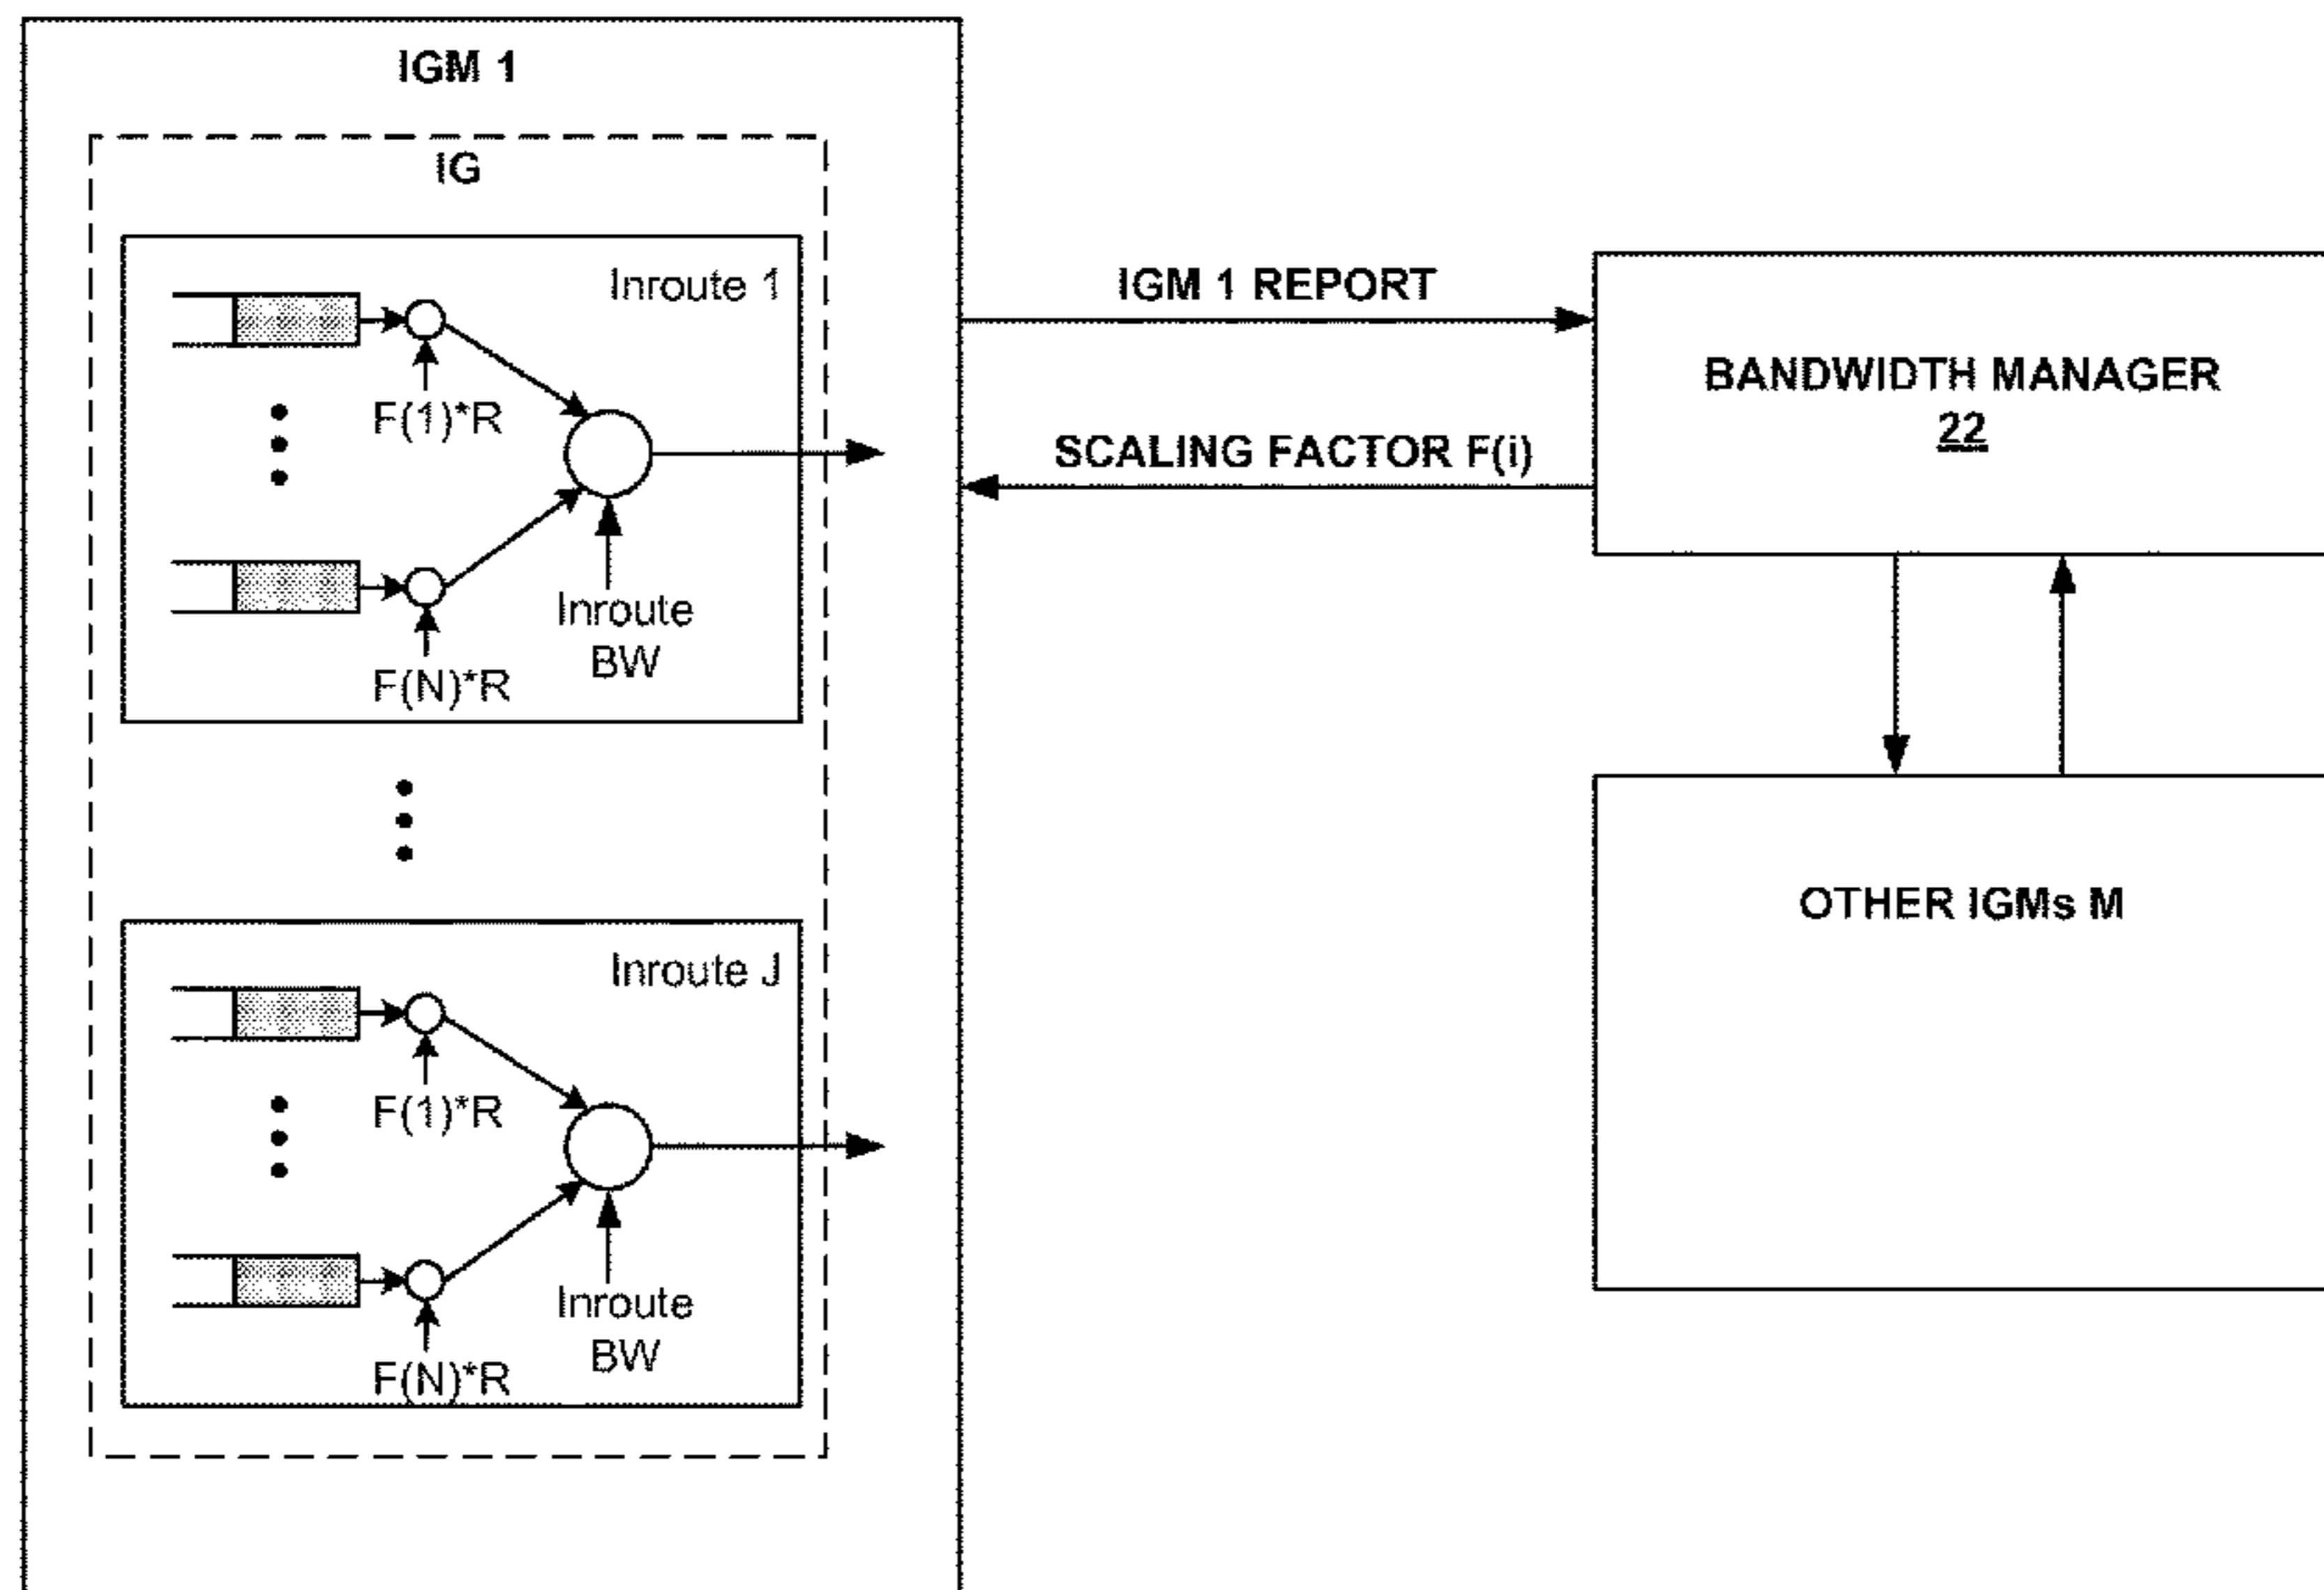 IGM 1
IG
Inroute 1
F(1)*R
F(N)*R
Inroute
BW
Inroute J
F(1)*R
F(N)*R
Inroute
BW
IGM 1 REPORT
SCALING FACTOR F(i)
BANDWIDTH MANAGER
22
OTHER IGMs M